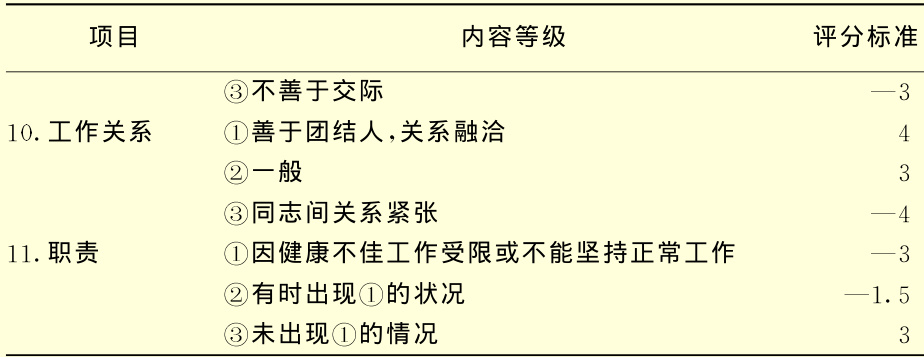 项目 内容等级 评分标准
③不善于交际 —3
10.工作关系 ①善于团结人,关系融洽 4
②一般 3
③同志间关系紧张 —4
11.职责 ①因健康不佳工作受限或不能坚持正常工作 —3
②有时出现①的状况 —1.5
③未出现①的情况 3